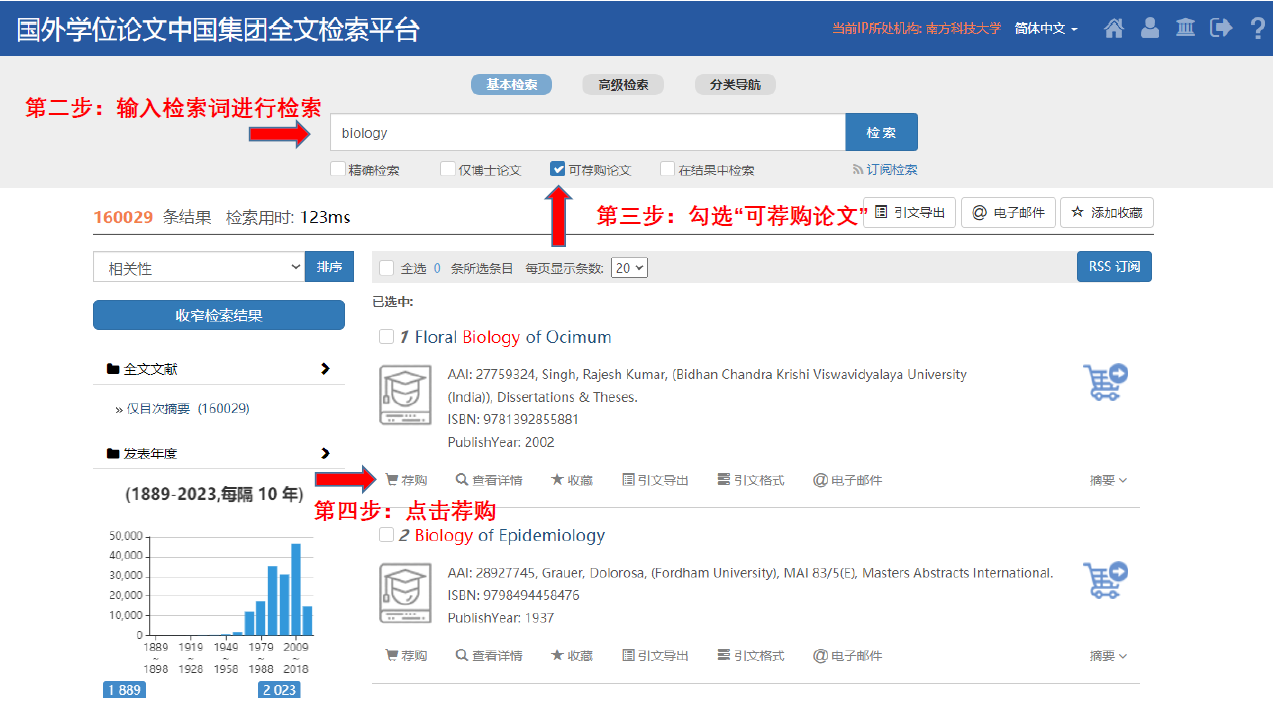 国外学位论文中国集团全文检索平台
当前IP所处机构: 南方科技大学 简体中文
基本检索 高级检索 分类导航
第二步：输入检索词进行检索
biology 检 索
精确检索 仅博士论文 可荐购论文 在结果中检索 订阅检索
160029 条结果 检索用时: 123ms
第三步：勾选“可荐购论文”
引文导出 @ 电子邮件 添加收藏
相关性 排序
全选 0 条所选条目 每页显示条数: 20 RSS 订阅
收窄检索结果
已选中:
1 Floral Biology of Ocimum
全文文献
AAI: 27759324, Singh, Rajesh Kumar, (Bidhan Chandra Krishi Viswavidyalaya University
(India)), Dissertations & Theses.
» 仅目次摘要 (160029)
ISBN: 9781392855881
PublishYear: 2002
发表年度
荐购 查看详情 收藏 引文导出 引文格式 @电子邮件 摘要
(1889-2023,每隔 10 年)
第四步：点击荐购
2 Biology of Epidemiology
AAI: 28927745, Grauer, Dolorosa, (Fordham University), MAI 83/5(E), Masters Abstracts International.
ISBN: 9798494458476
PublishYear: 1937
荐购 查看详情 收藏 引文导出 引文格式 @电子邮件 摘要
50,000
40,000
30,000
20,000
10,000
0
1889 1919 1949 1979 2009
~ ~ ~ ~ ~
1898 1928 1958 1988 2018
1 889 2 023